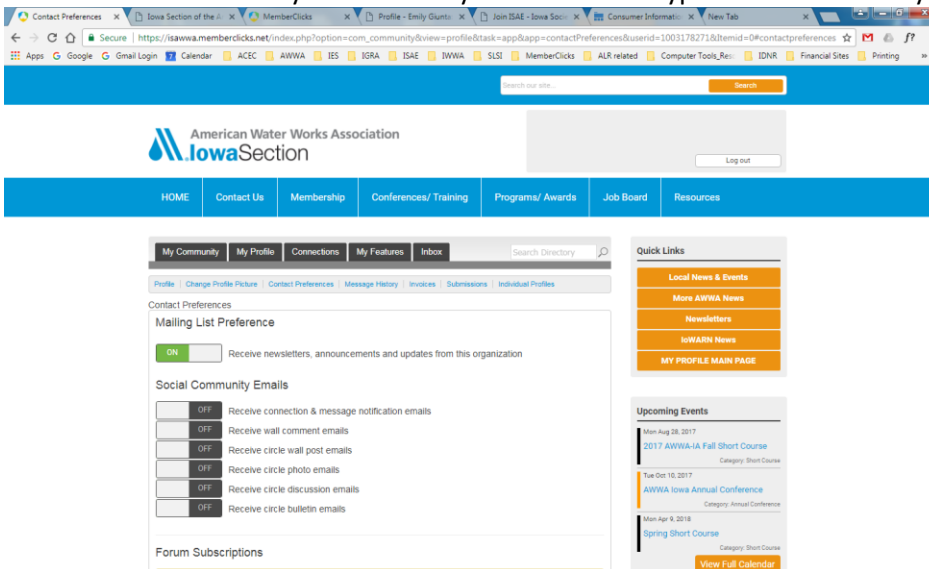 Contact Preferences
Iowa Section of the A
MemberClicks
Profile - Emily Giunta
Join ISAE - Iowa Socie
Consumer Informatio
New Tab
Secure
https://isawwa.memberclicks.net/index.php?option=com_community&view=profile&task=app&app=contactPreferences&userid=1003178271&Itemid=0#contactpreferences
Apps Google Gmail Login Calendar ACEC AWWA IES IGRA ISAE IWWA SLSI MemberClicks ALR related Computer Tools_Res IDNR Financial Sites Printing
Search our site... Search
American Water Works Association
IowaSection
Log out
HOME Contact Us Membership Conferences/ Training Programs/ Awards Job Board Resources
My Community My Profile Connections My Features Inbox Search Directory
Profile | Change Profile Picture | Contact Preferences | Message History | Invoices | Submissions | Individual Profiles
Contact Preferences
Mailing List Preference
ON Receive newsletters, announcements and updates from this organization
Social Community Emails
OFF Receive connection & message notification emails
OFF Receive wall comment emails
OFF Receive circle wall post emails
OFF Receive circle photo emails
OFF Receive circle discussion emails
OFF Receive circle bulletin emails
Forum Subscriptions
Quick Links
Local News & Events
More AWWA News
Newsletters
IoWARN News
MY PROFILE MAIN PAGE
Upcoming Events
Mon Aug 28, 2017
2017 AWWA-IA Fall Short Course
Category: Short Course
Tue Oct 10, 2017
AWWA Iowa Annual Conference
Category: Annual Conference
Mon Apr 9, 2018
Spring Short Course
Category: Short Course
View Full Calendar